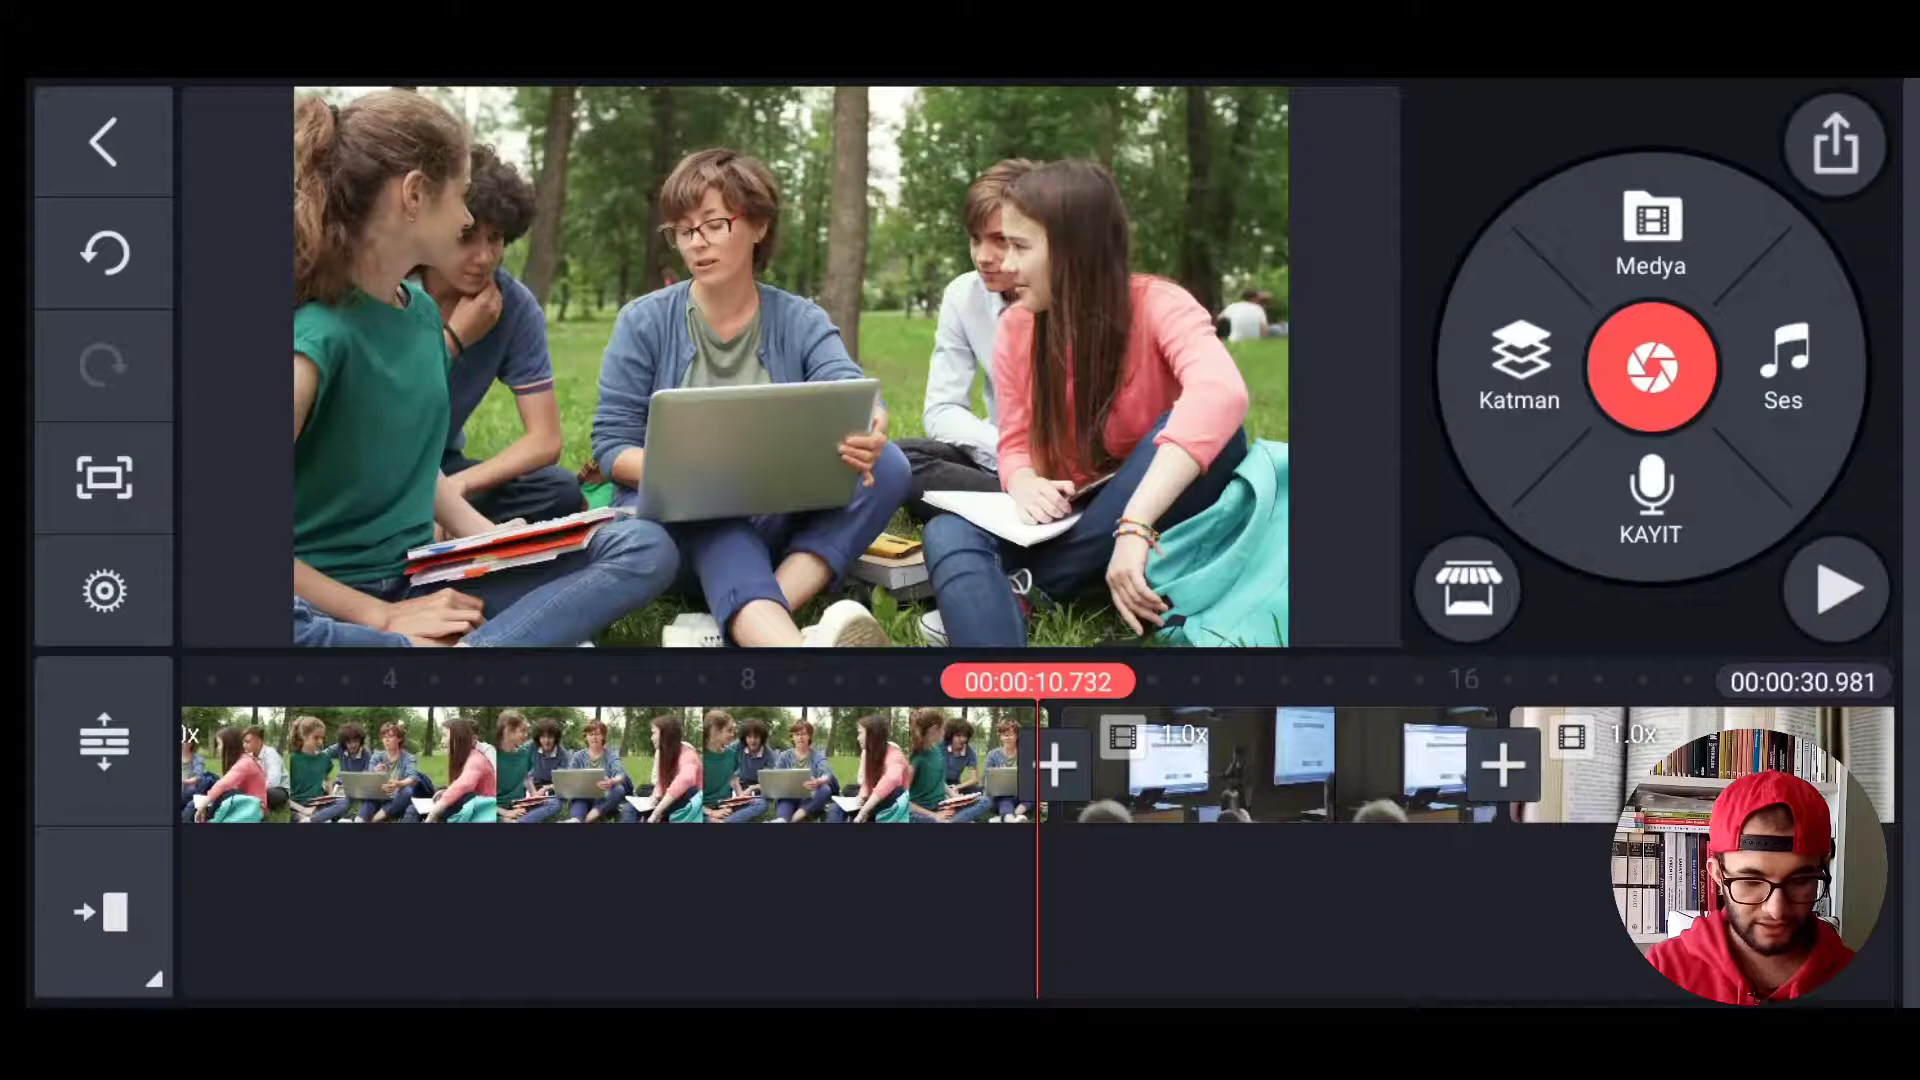 Medya
Katman
Ses
KAYIT
4
8
00:00:10.732
16
00:00:30.981
x
1.0x
1.0x